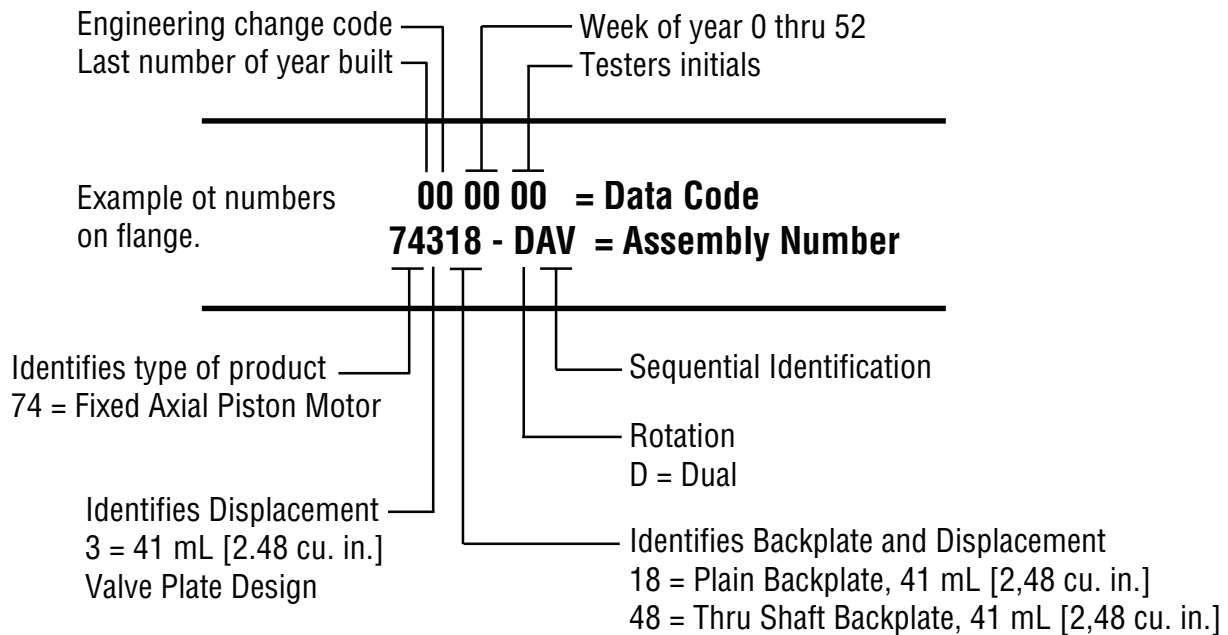 Engineering change code
Last number of year built
Week of year 0 thru 52
Testers initials
Example ot numbers
on flange.
00 00 00 = Data Code
74318 - DAV = Assembly Number
Identifies type of product
74 = Fixed Axial Piston Motor
Sequential Identification
Rotation
D = Dual
Identifies Displacement
3 = 41 mL [2.48 cu. in.]
Valve Plate Design
Identifies Backplate and Displacement
18 = Plain Backplate, 41 mL [2,48 cu. in.]
48 = Thru Shaft Backplate, 41 mL [2,48 cu. in.]